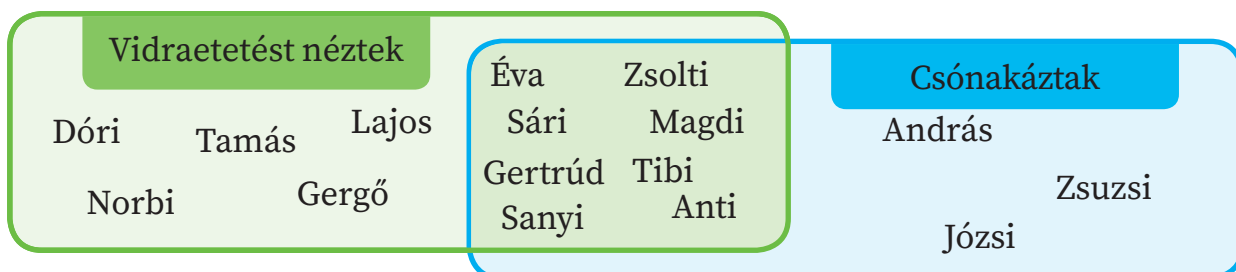 Vidraetetést néztek
Dóri
Tamás
Lajos
Norbi
Gergő
Éva Zsolti
Sári Magdi
Gertrúd Tibi
Sanyi Anti
Csónakáztak
András
Zsuzsi
Józsi